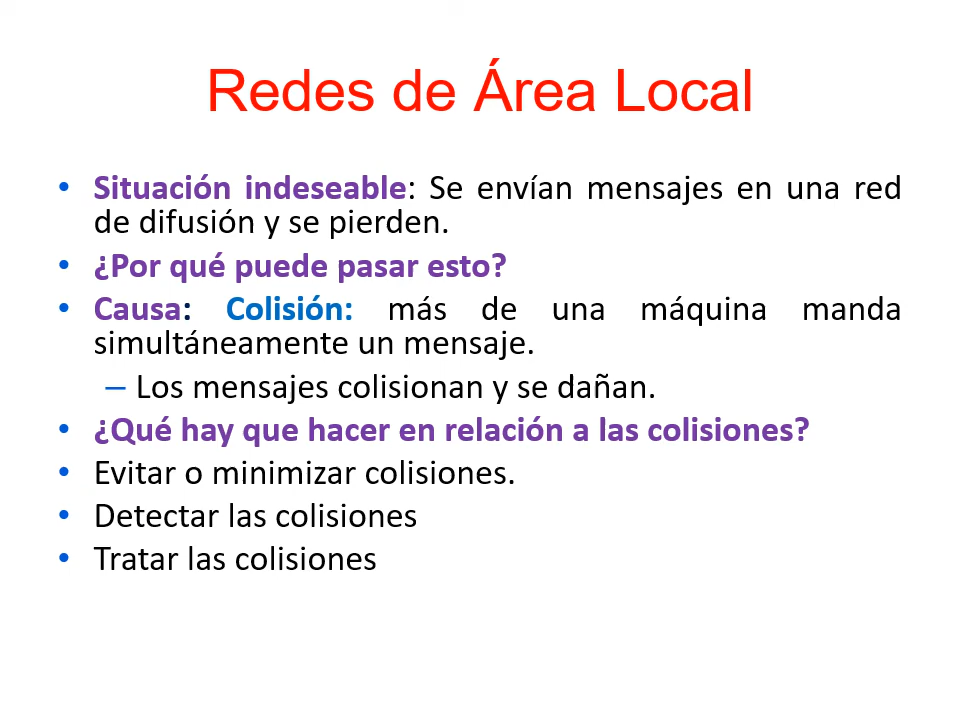 Redes de Área Local
• Situación indeseable: Se envían mensajes en una red
de difusión y se pierden.
• ¿Por qué puede pasar esto?
• Causa: Colisión: más de una máquina manda
simultáneamente un mensaje.
– Los mensajes colisionan y se dañan.
• ¿Qué hay que hacer en relación a las colisiones?
• Evitar o minimizar colisiones.
• Detectar las colisiones
• Tratar las colisiones